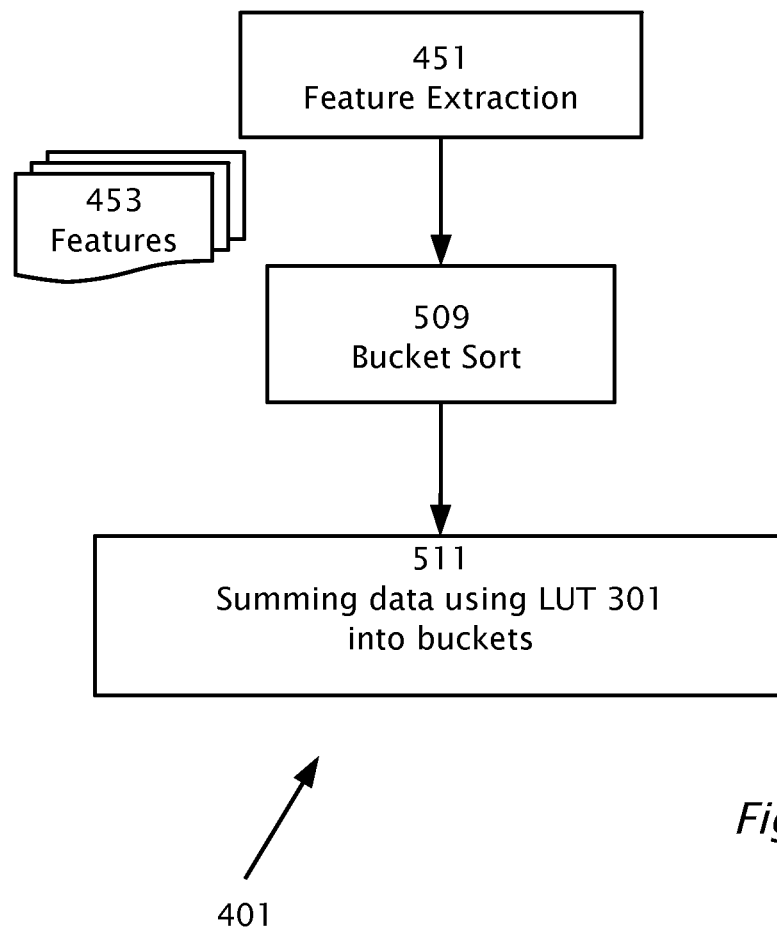 451
Feature Extraction
453
Features
509
Bucket Sort
511
Summing data using LUT 301
into buckets
401